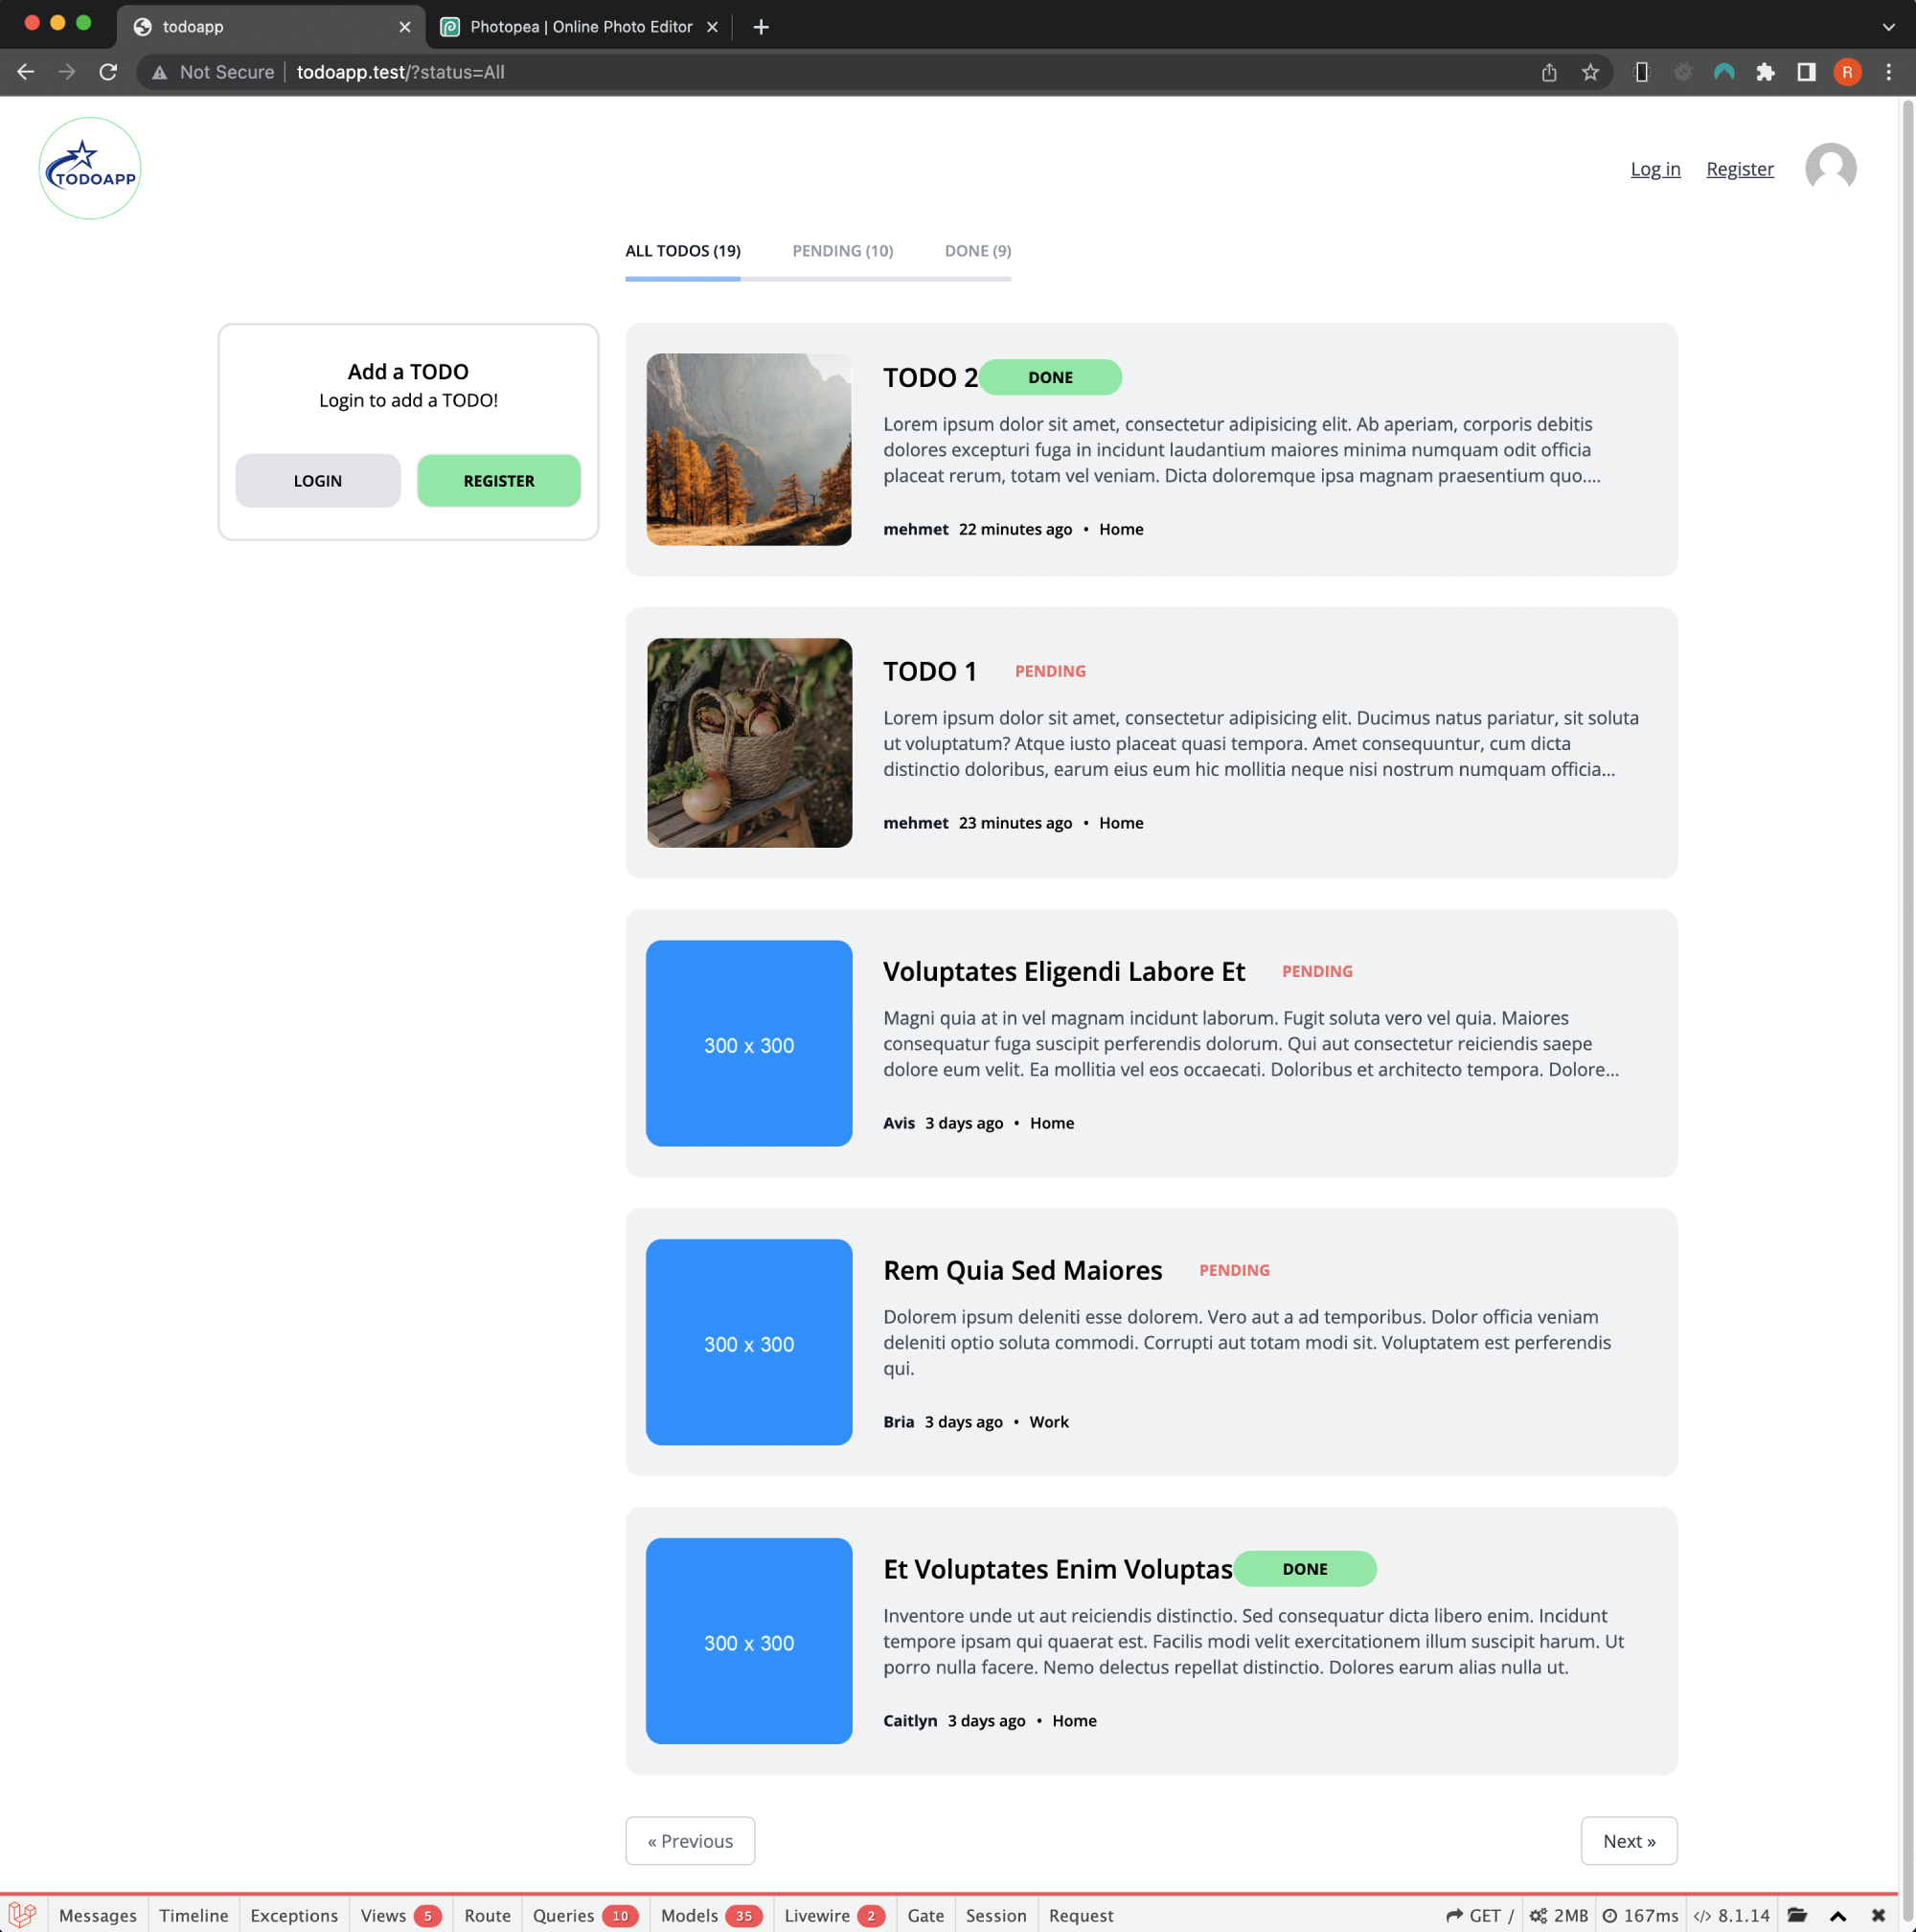 todoapp
Photopea | Online Photo Editor
Not Secure
todoapp.test/?status=All
R
TODOAPP
Log in
Register
ALL TODOS (19)
PENDING (10)
DONE (9)
Add a TODO
Login to add a TODO!
LOGIN
REGISTER
TODO 2
DONE
Lorem ipsum dolor sit amet, consectetur adipisicing elit. Ab aperiam, corporis debitis
dolores excepturi fuga in incidunt laudantium maiores minima numquam odit officia
placeat rerum, totam vel veniam. Dicta doloremque ipsa magnam praesentium quo....
mehmet 22 minutes ago • Home
TODO 1
PENDING
Lorem ipsum dolor sit amet, consectetur adipisicing elit. Ducimus natus pariatur, sit soluta
ut voluptatum? Atque iusto placeat quasi tempora. Amet consequuntur, cum dicta
distinctio doloribus, earum eius eum hic mollitia neque nisi nostrum numquam officia...
mehmet 23 minutes ago • Home
300 x 300
Voluptates Eligendi Labore Et
PENDING
Magni quia at in vel magnam incidunt laborum. Fugit soluta vero vel quia. Maiores
consequatur fuga suscipit perferendis dolorum. Qui aut consectetur reiciendis saepe
dolore eum velit. Ea mollitia vel eos occaecati. Doloribus et architecto tempora. Dolore...
Avis 3 days ago • Home
300 x 300
Rem Quia Sed Maiores
PENDING
Dolorem ipsum deleniti esse dolorem. Vero aut a ad temporibus. Dolor officia veniam
deleniti optio soluta commodi. Corrupti aut totam modi sit. Voluptatem est perferendis
qui.
Bria 3 days ago • Work
300 x 300
Et Voluptates Enim Voluptas
DONE
Inventore unde ut aut reiciendis distinctio. Sed consequatur dicta libero enim. Incidunt
tempore ipsam qui quaerat est. Facilis modi velit exercitationem illum suscipit harum. Ut
porro nulla facere. Nemo delectus repellat distinctio. Dolores earum alias nulla ut.
Caitlyn 3 days ago • Home
« Previous
Next »
Messages
Timeline
Exceptions
Views 5
Route
Queries 10
Models 35
Livewire 2
Gate
Session
Request
GET /
2MB
167ms
</> 8.1.14